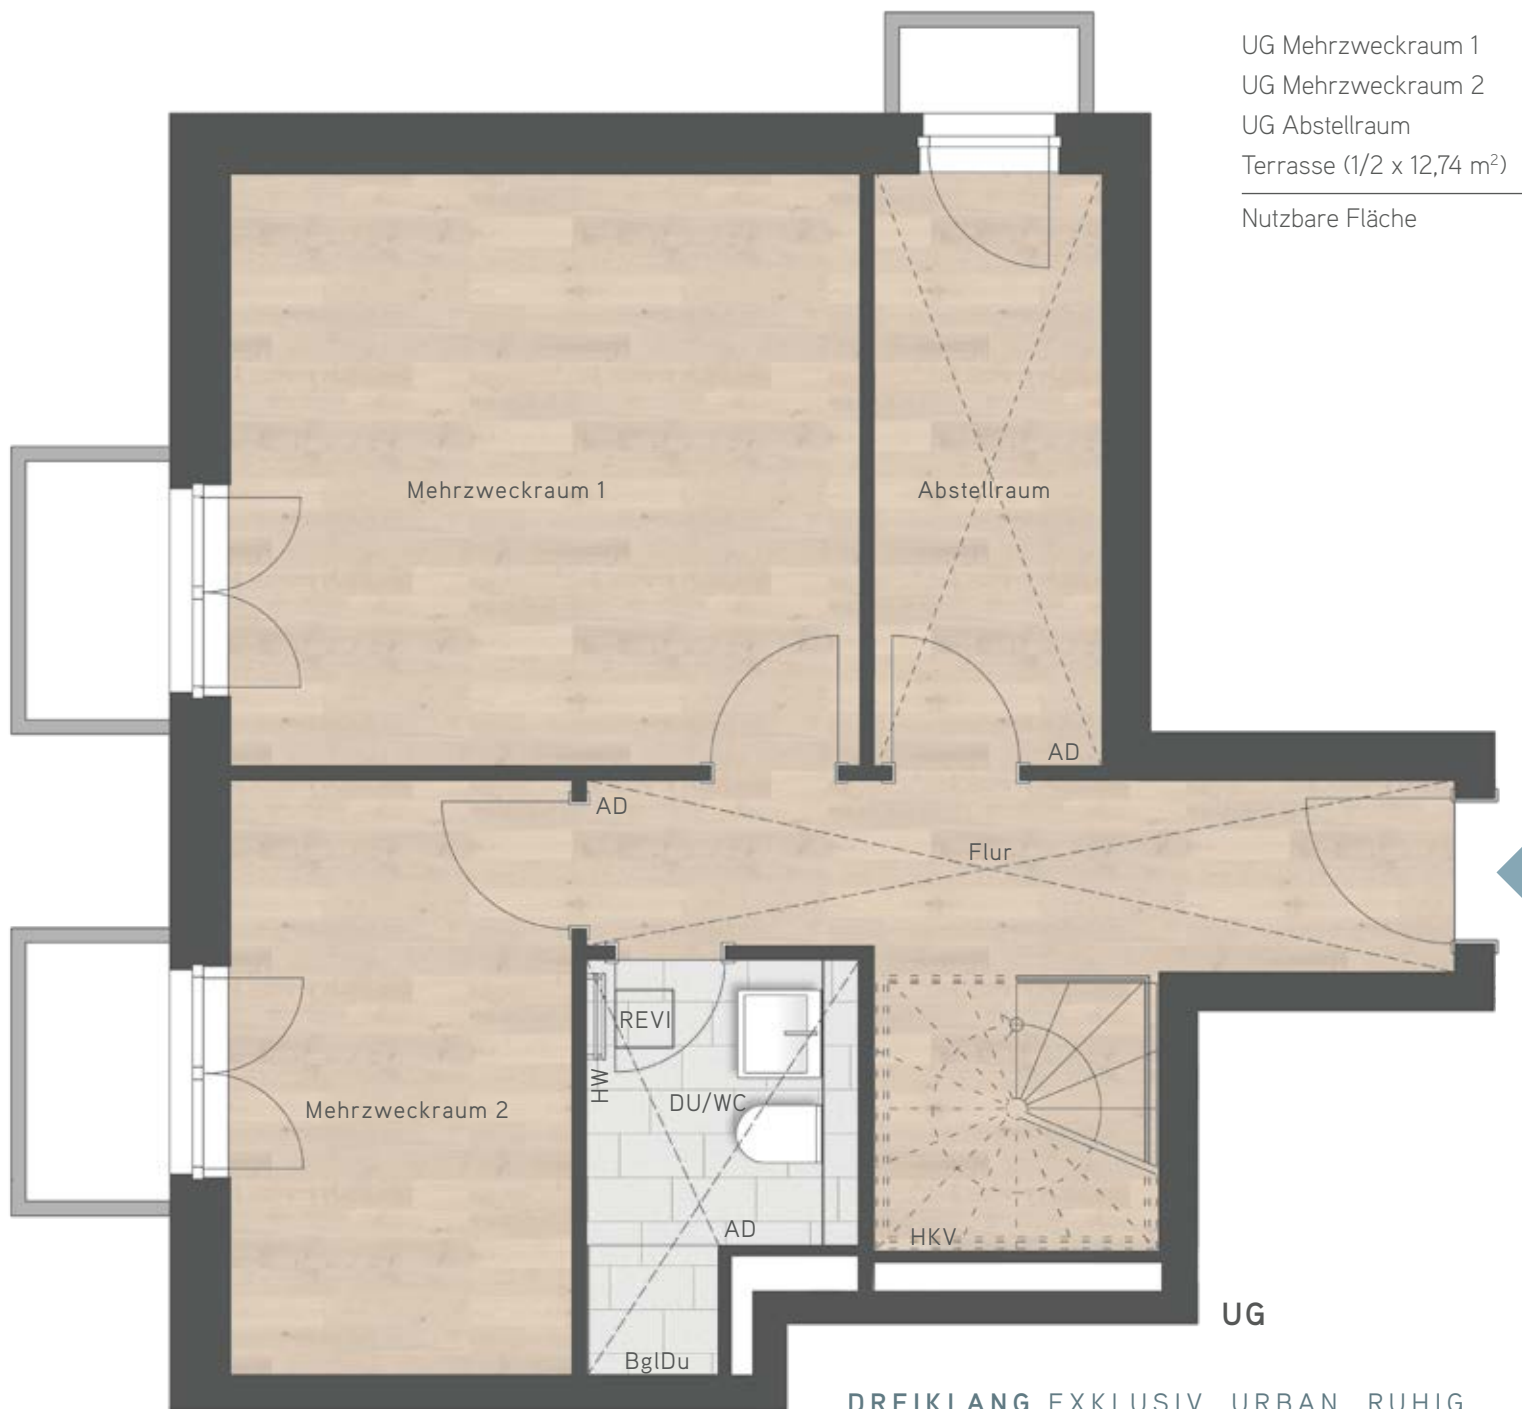 UG Mehrzweckraum 1
UG Mehrzweckraum 2
UG Abstellraum
Terrasse (1/2 x 12,74 m²)
Nutzbare Fläche
Mehrzweckraum 1
Abstellraum
AD
AD
Flur
REVI
HW
DU/WC
Mehrzweckraum 2
AD
HKV
BglDu
UG
DREIKLANG EXKLUSIV. URBAN. RUHIG.